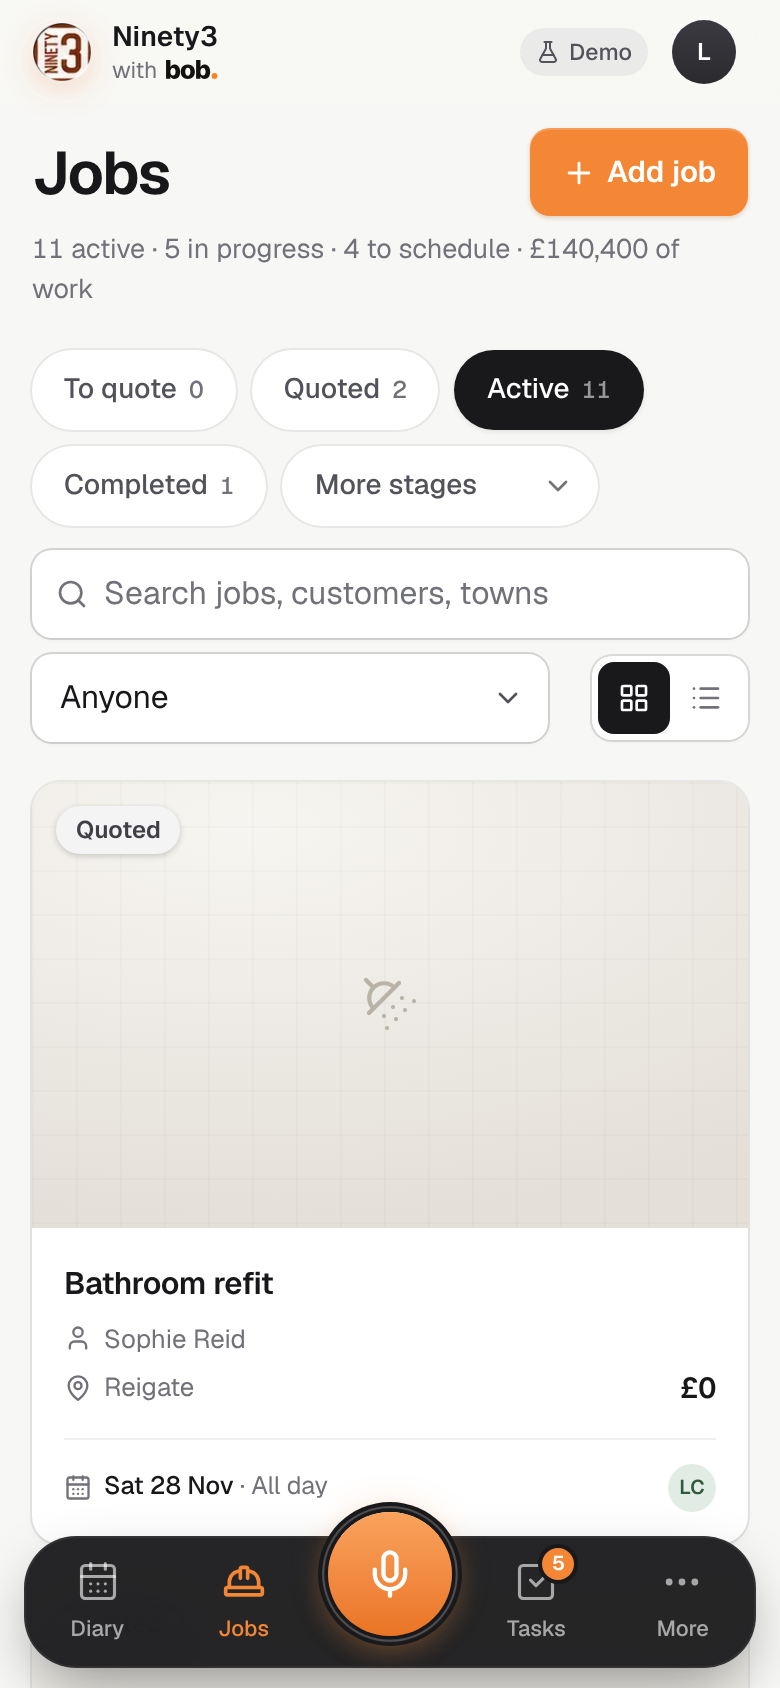 NINETY 3
Ninety3
with bob.
Demo
L
Jobs
+ Add job
11 active · 5 in progress · 4 to schedule · £140,400 of
work
To quote 0
Quoted 2
Active 11
Completed 1
More stages
Search jobs, customers, towns
Anyone
Quoted
Bathroom refit
Sophie Reid
Reigate
£0
Sat 28 Nov · All day
LC
5
Diary
Jobs
Tasks
More